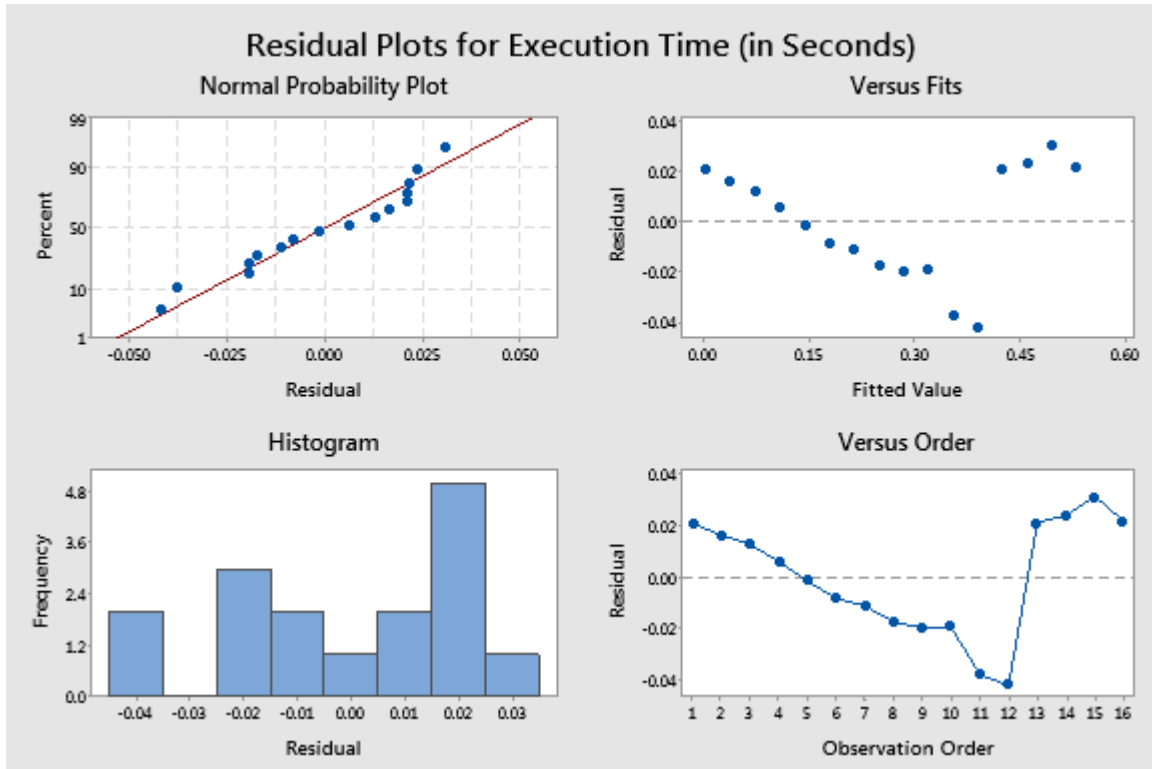 Residual Plots for Execution Time (in Seconds)
Normal Probability Plot
99
90
50
10
1
Percent
-0.050 -0.025 0.000 0.025 0.050
Residual
Versus Fits
0.04
0.02
0.00
-0.02
-0.04
Residual
0.00 0.15 0.30 0.45 0.60
Fitted Value
Histogram
4.8
3.6
2.4
1.2
0.0
Frequency
-0.04 -0.03 -0.02 -0.01 0.00 0.01 0.02 0.03
Residual
Versus Order
0.04
0.02
0.00
-0.02
-0.04
Residual
1 2 3 4 5 6 7 8 9 10 11 12 13 14 15 16
Observation Order